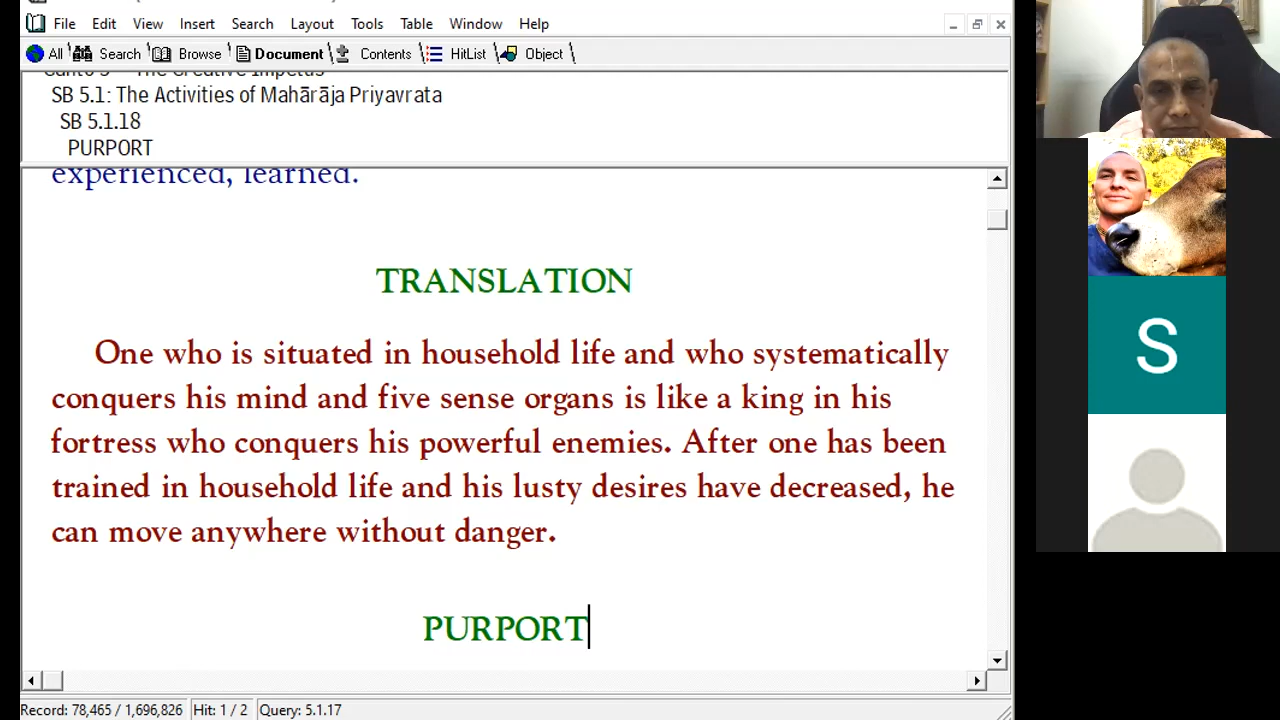 File Edit View Insert Search Layout Tools Table Window Help
All Search Browse Document Contents HitList Object
SB 5.1: The Activities of Mahārāja Priyavrata
SB 5.1.18
PURPORT
experienced, learned.
TRANSLATION
One who is situated in household life and who systematically
conquers his mind and five sense organs is like a king in his
fortress who conquers his powerful enemies. After one has been
trained in household life and his lusty desires have decreased, he
can move anywhere without danger.
PURPORT
Record: 78,465 / 1,696,826 Hit: 1 / 2 Query: 5.1.17
S